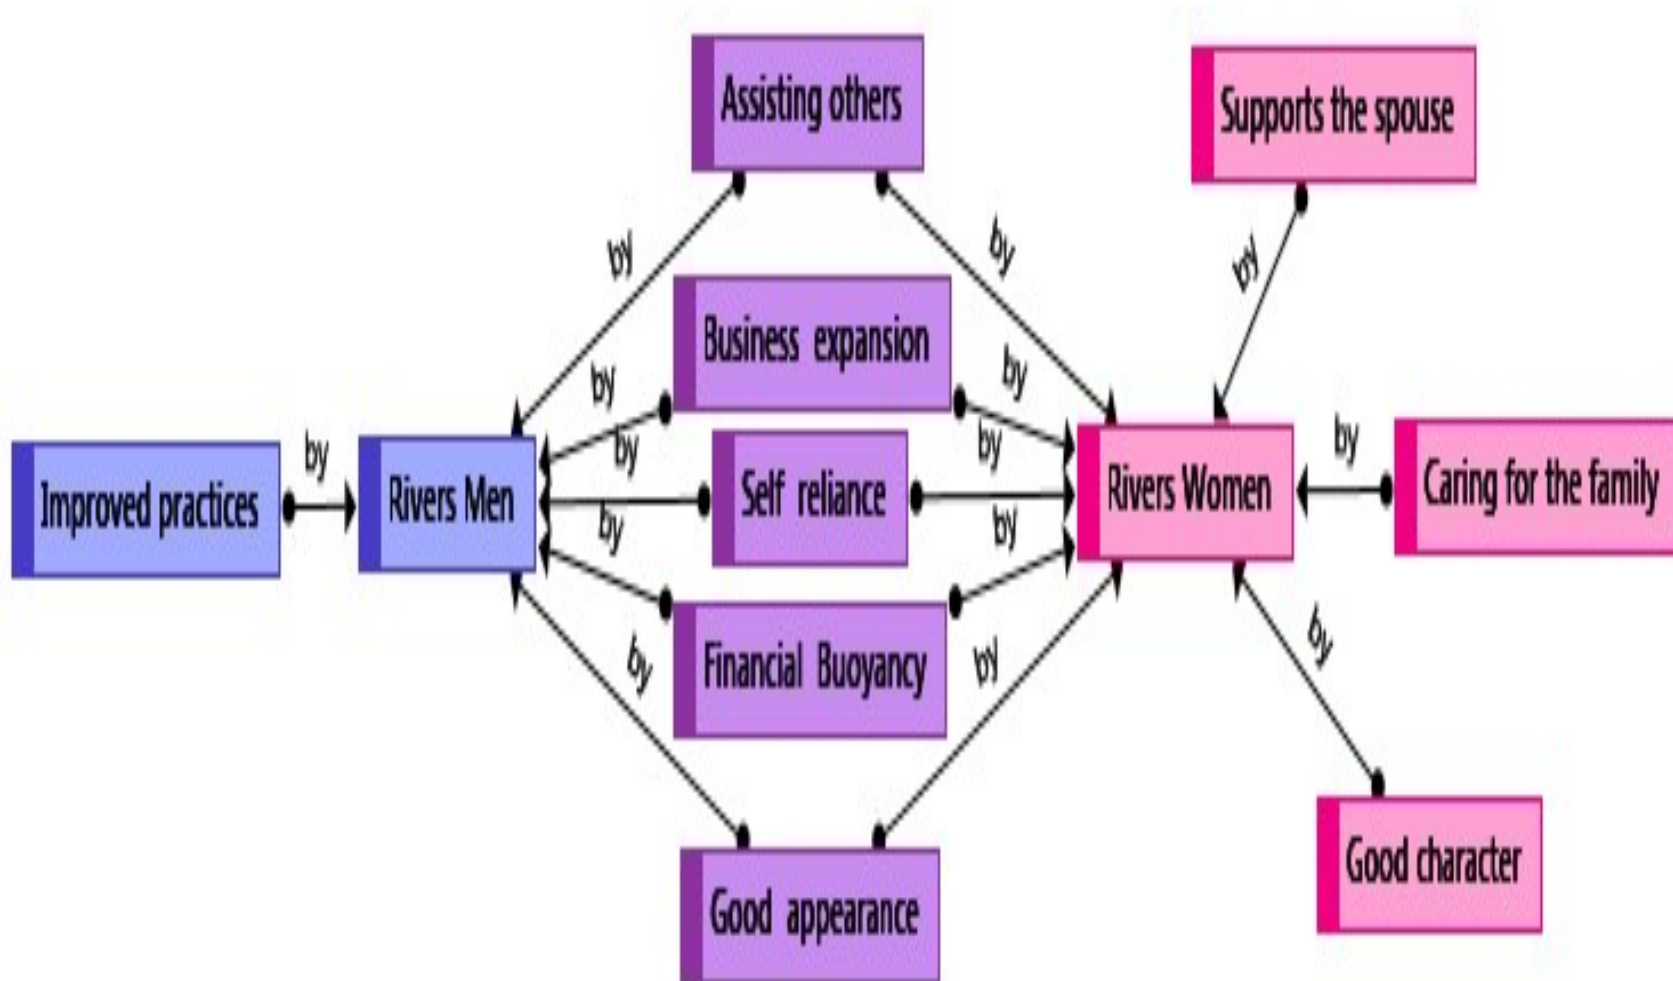 Assisting others
Supports the spouse
by
by
by
Business expansion
by
by
by
by
by
Improved practices
by
Rivers Men
Self reliance
Rivers Women
Caring for the family
by
by
by
by
Financial Buoyancy
by
Good character
Good appearance